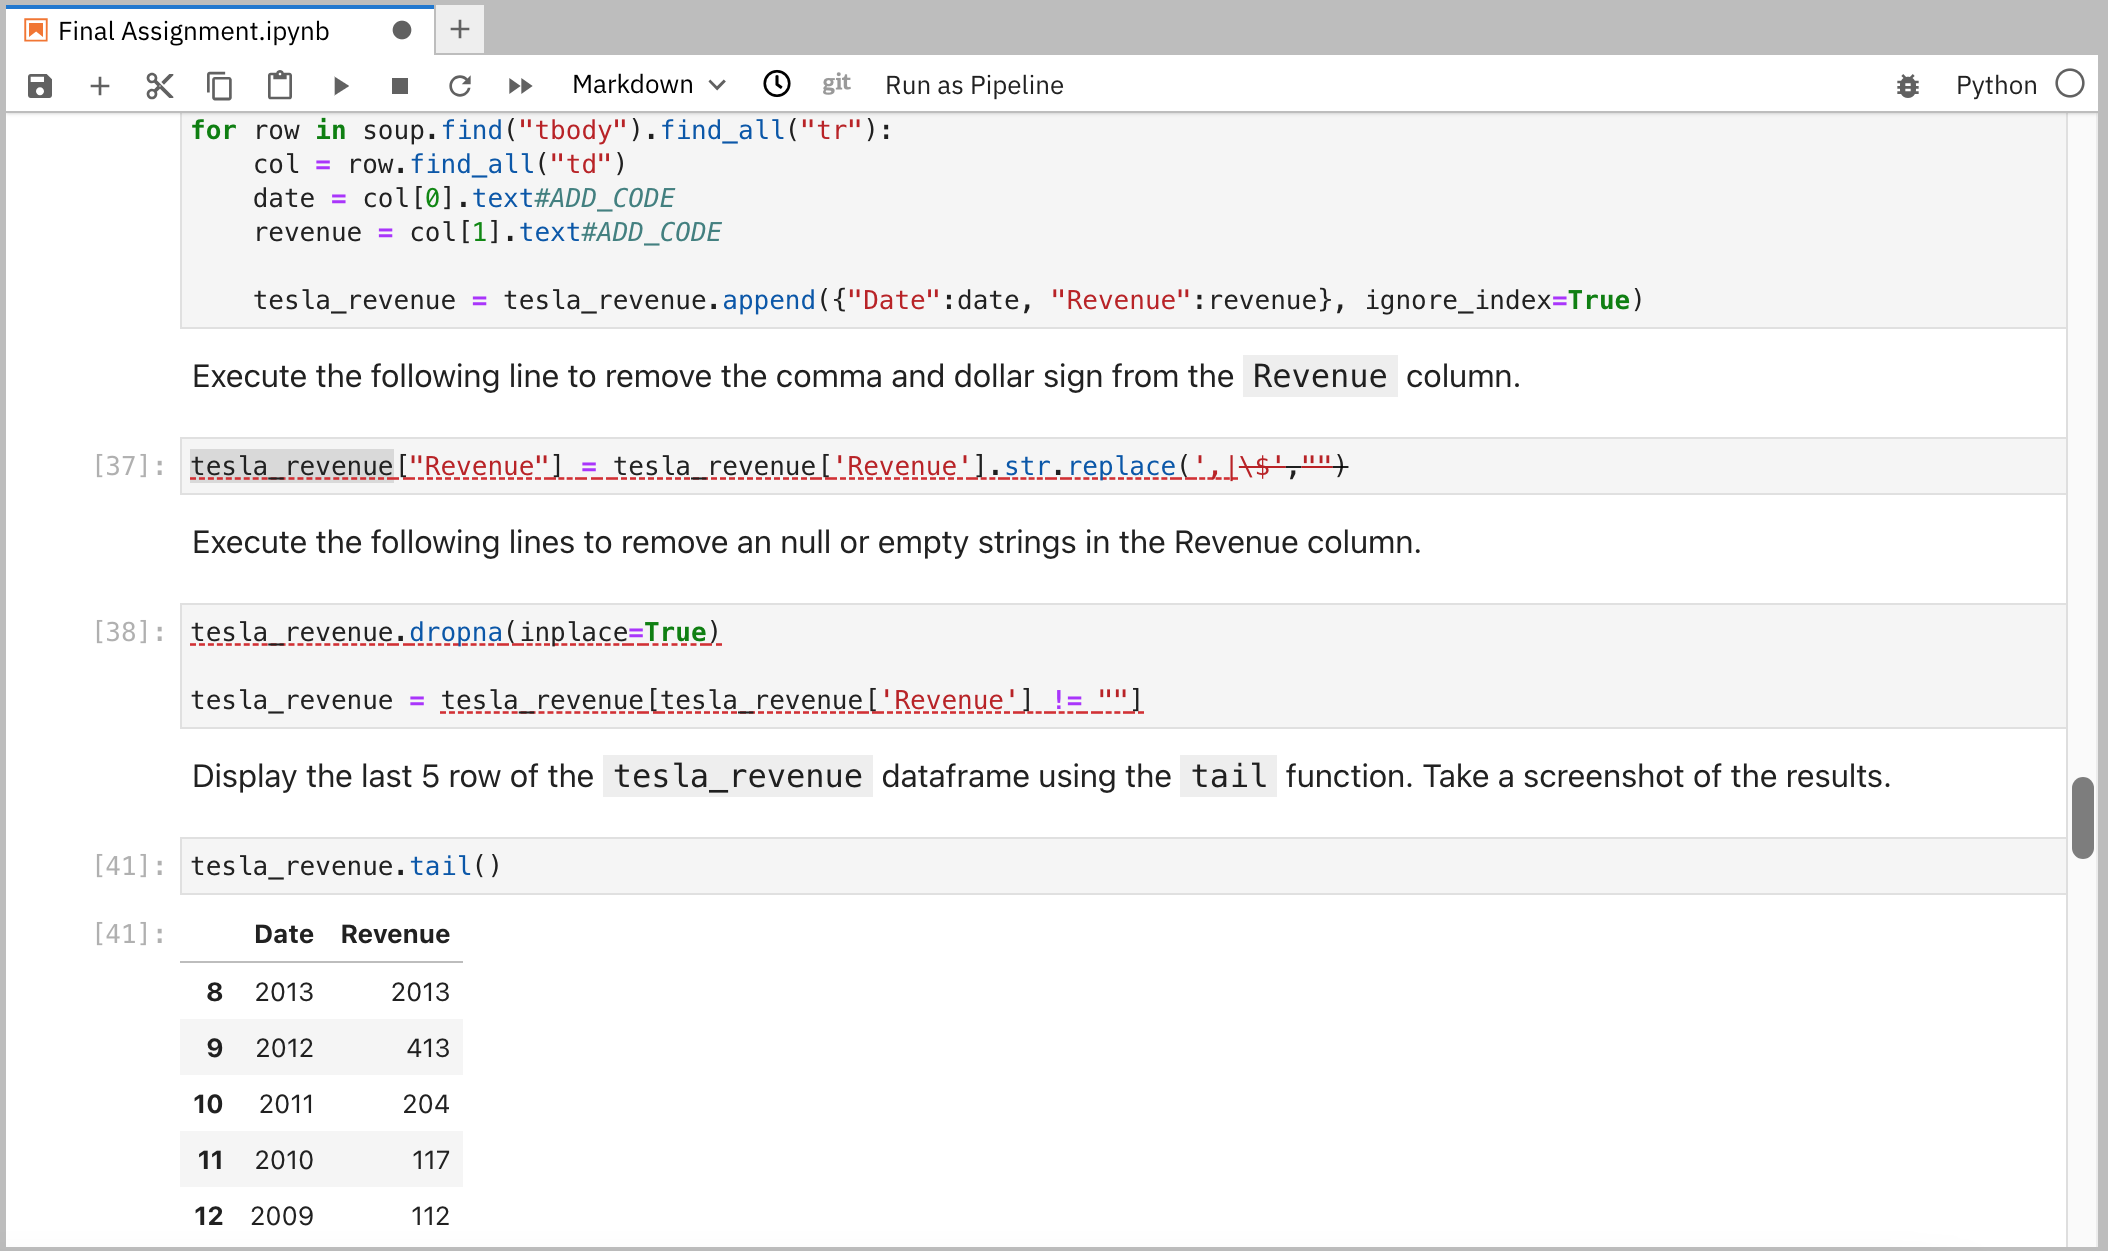 Final Assignment.ipynb
Markdown
git
Run as Pipeline
Python
for row in soup.find("tbody").find_all("tr"):
    col = row.find_all("td")
    date = col[0].text#ADD_CODE
    revenue = col[1].text#ADD_CODE
    tesla_revenue = tesla_revenue.append({"Date":date, "Revenue":revenue}, ignore_index=True)
Execute the following line to remove the comma and dollar sign from the Revenue column.
[37]: tesla_revenue["Revenue"] = tesla_revenue['Revenue'].str.replace(',|\$',"")
Execute the following lines to remove an null or empty strings in the Revenue column.
[38]: tesla_revenue.dropna(inplace=True)
tesla_revenue = tesla_revenue[tesla_revenue['Revenue'] != ""]
Display the last 5 row of the tesla_revenue dataframe using the tail function. Take a screenshot of the results.
[41]: tesla_revenue.tail()
[41]: Date Revenue
8 2013 2013
9 2012 413
10 2011 204
11 2010 117
12 2009 112